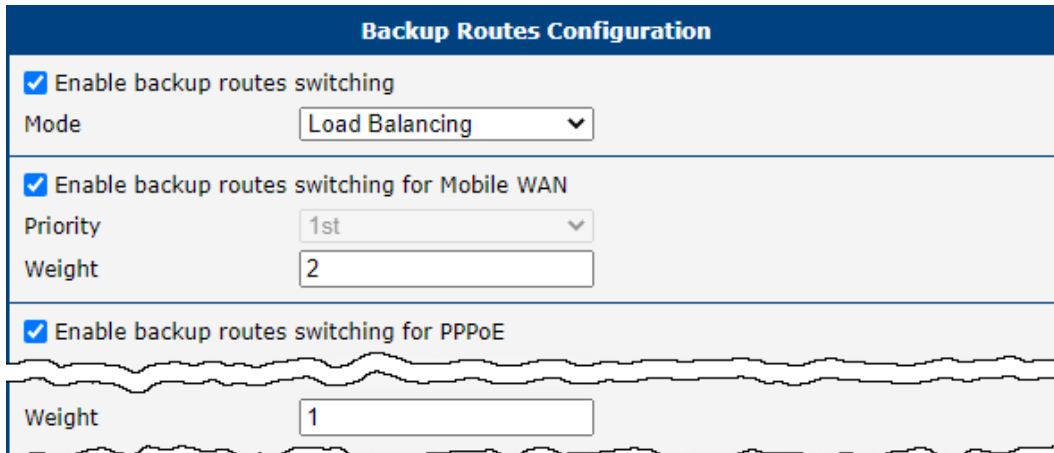 Backup Routes Configuration
Enable backup routes switching
Mode Load Balancing
Enable backup routes switching for Mobile WAN
Priority 1st
Weight 2
Enable backup routes switching for PPPoE
Weight 1